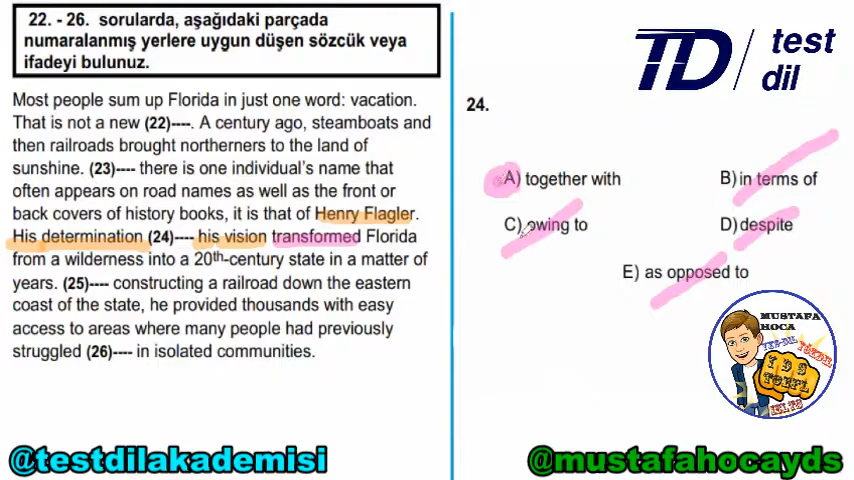 22. - 26. sorularda, aşağıdaki parçada
numaralanmış yerlere uygun düşen sözcük veya
ifadeyi bulunuz.
Most people sum up Florida in just one word: vacation.
That is not a new (22)----. A century ago, steamboats and
then railroads brought northerners to the land of
sunshine. (23)---- there is one individual's name that
often appears on road names as well as the front or
back covers of history books, it is that of Henry Flagler.
His determination (24)---- his vision transformed Florida
from a wilderness into a 20th-century state in a matter of
years. (25)---- constructing a railroad down the eastern
coast of the state, he provided thousands with easy
access to areas where many people had previously
struggled (26)---- in isolated communities.
@testdilakademisi
TD / test
dil
24.
A) together with
B) in terms of
C) owing to
D) despite
E) as opposed to
MUSTAFA
HOCA
YKS-DİL
YÖKDİL
YDS
TOEFL
IELTS
@mustafahocayds